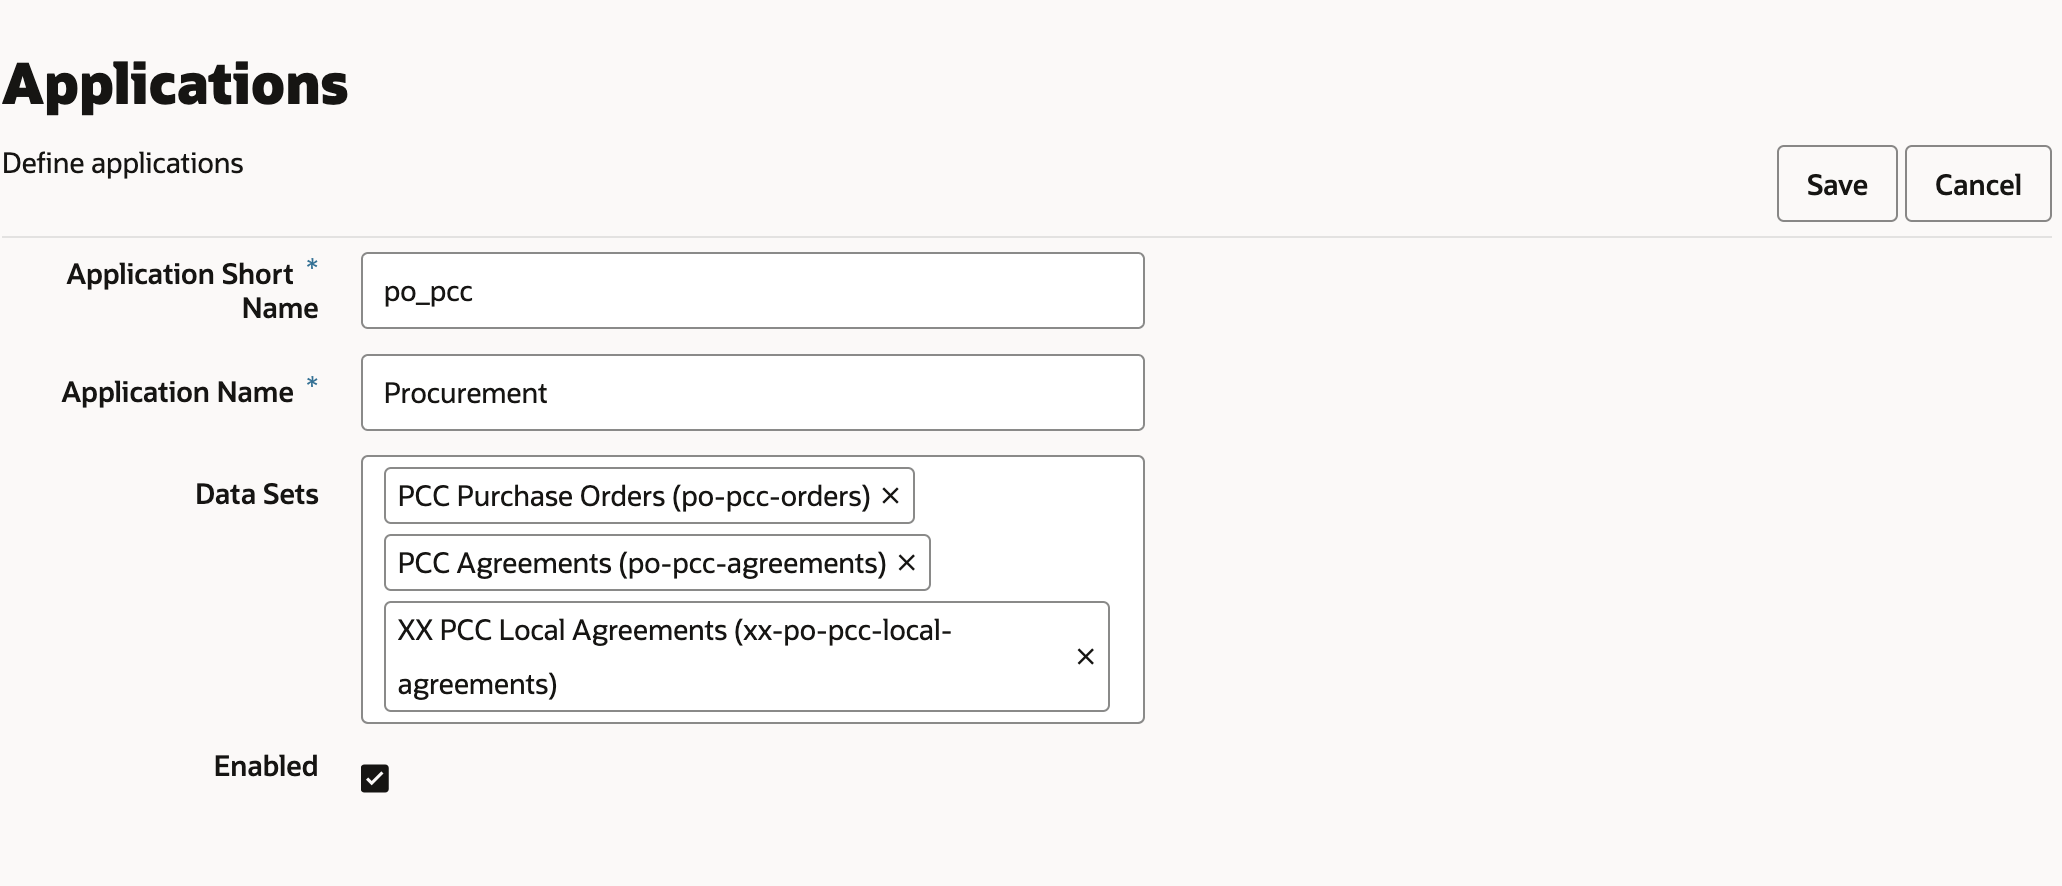 Applications
Define applications
Save
Cancel
Application Short *
Name
po_pcc
Application Name *
Procurement
Data Sets
PCC Purchase Orders (po-pcc-orders) ×
PCC Agreements (po-pcc-agreements) ×
XX PCC Local Agreements (xx-po-pcc-local-
agreements) ×
Enabled